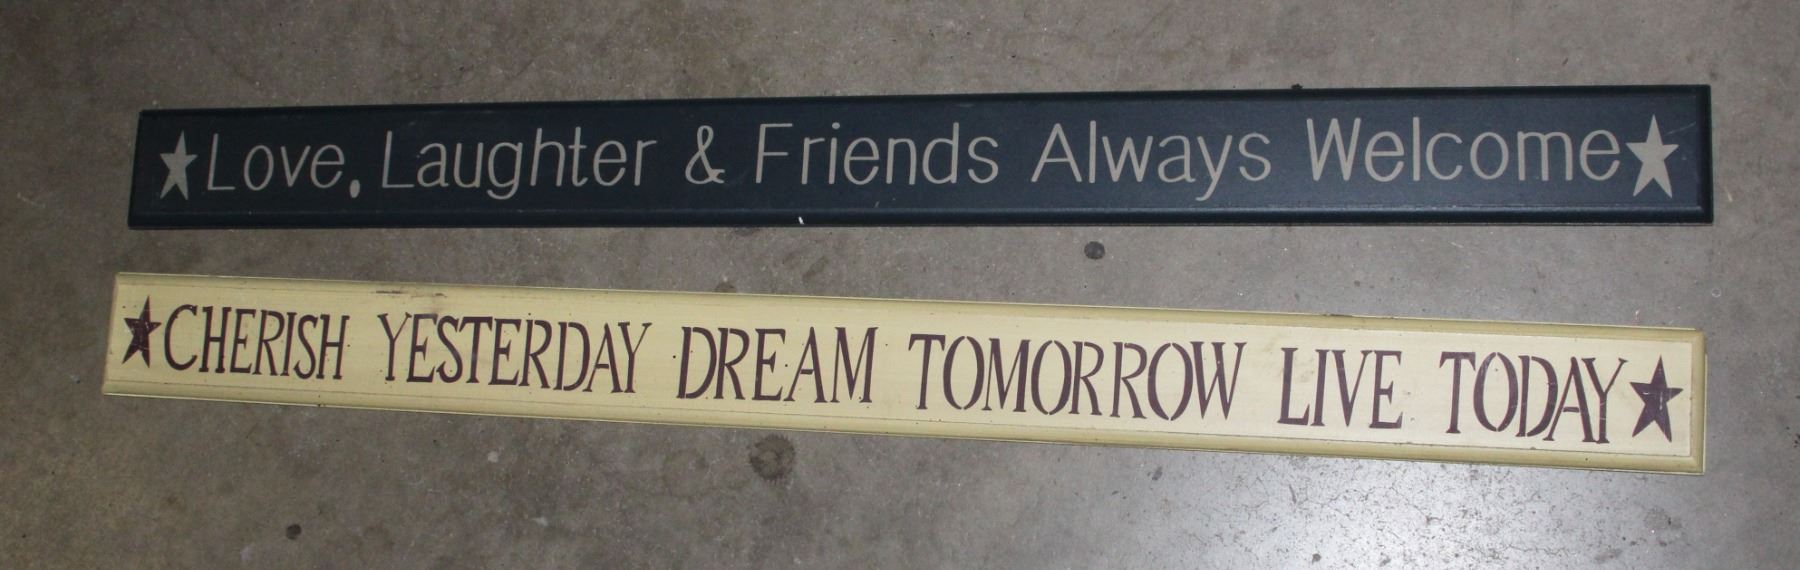 Love, Laughter & Friends Always Welcome
CHERISH YESTERDAY DREAM TOMORROW LIVE TODAY